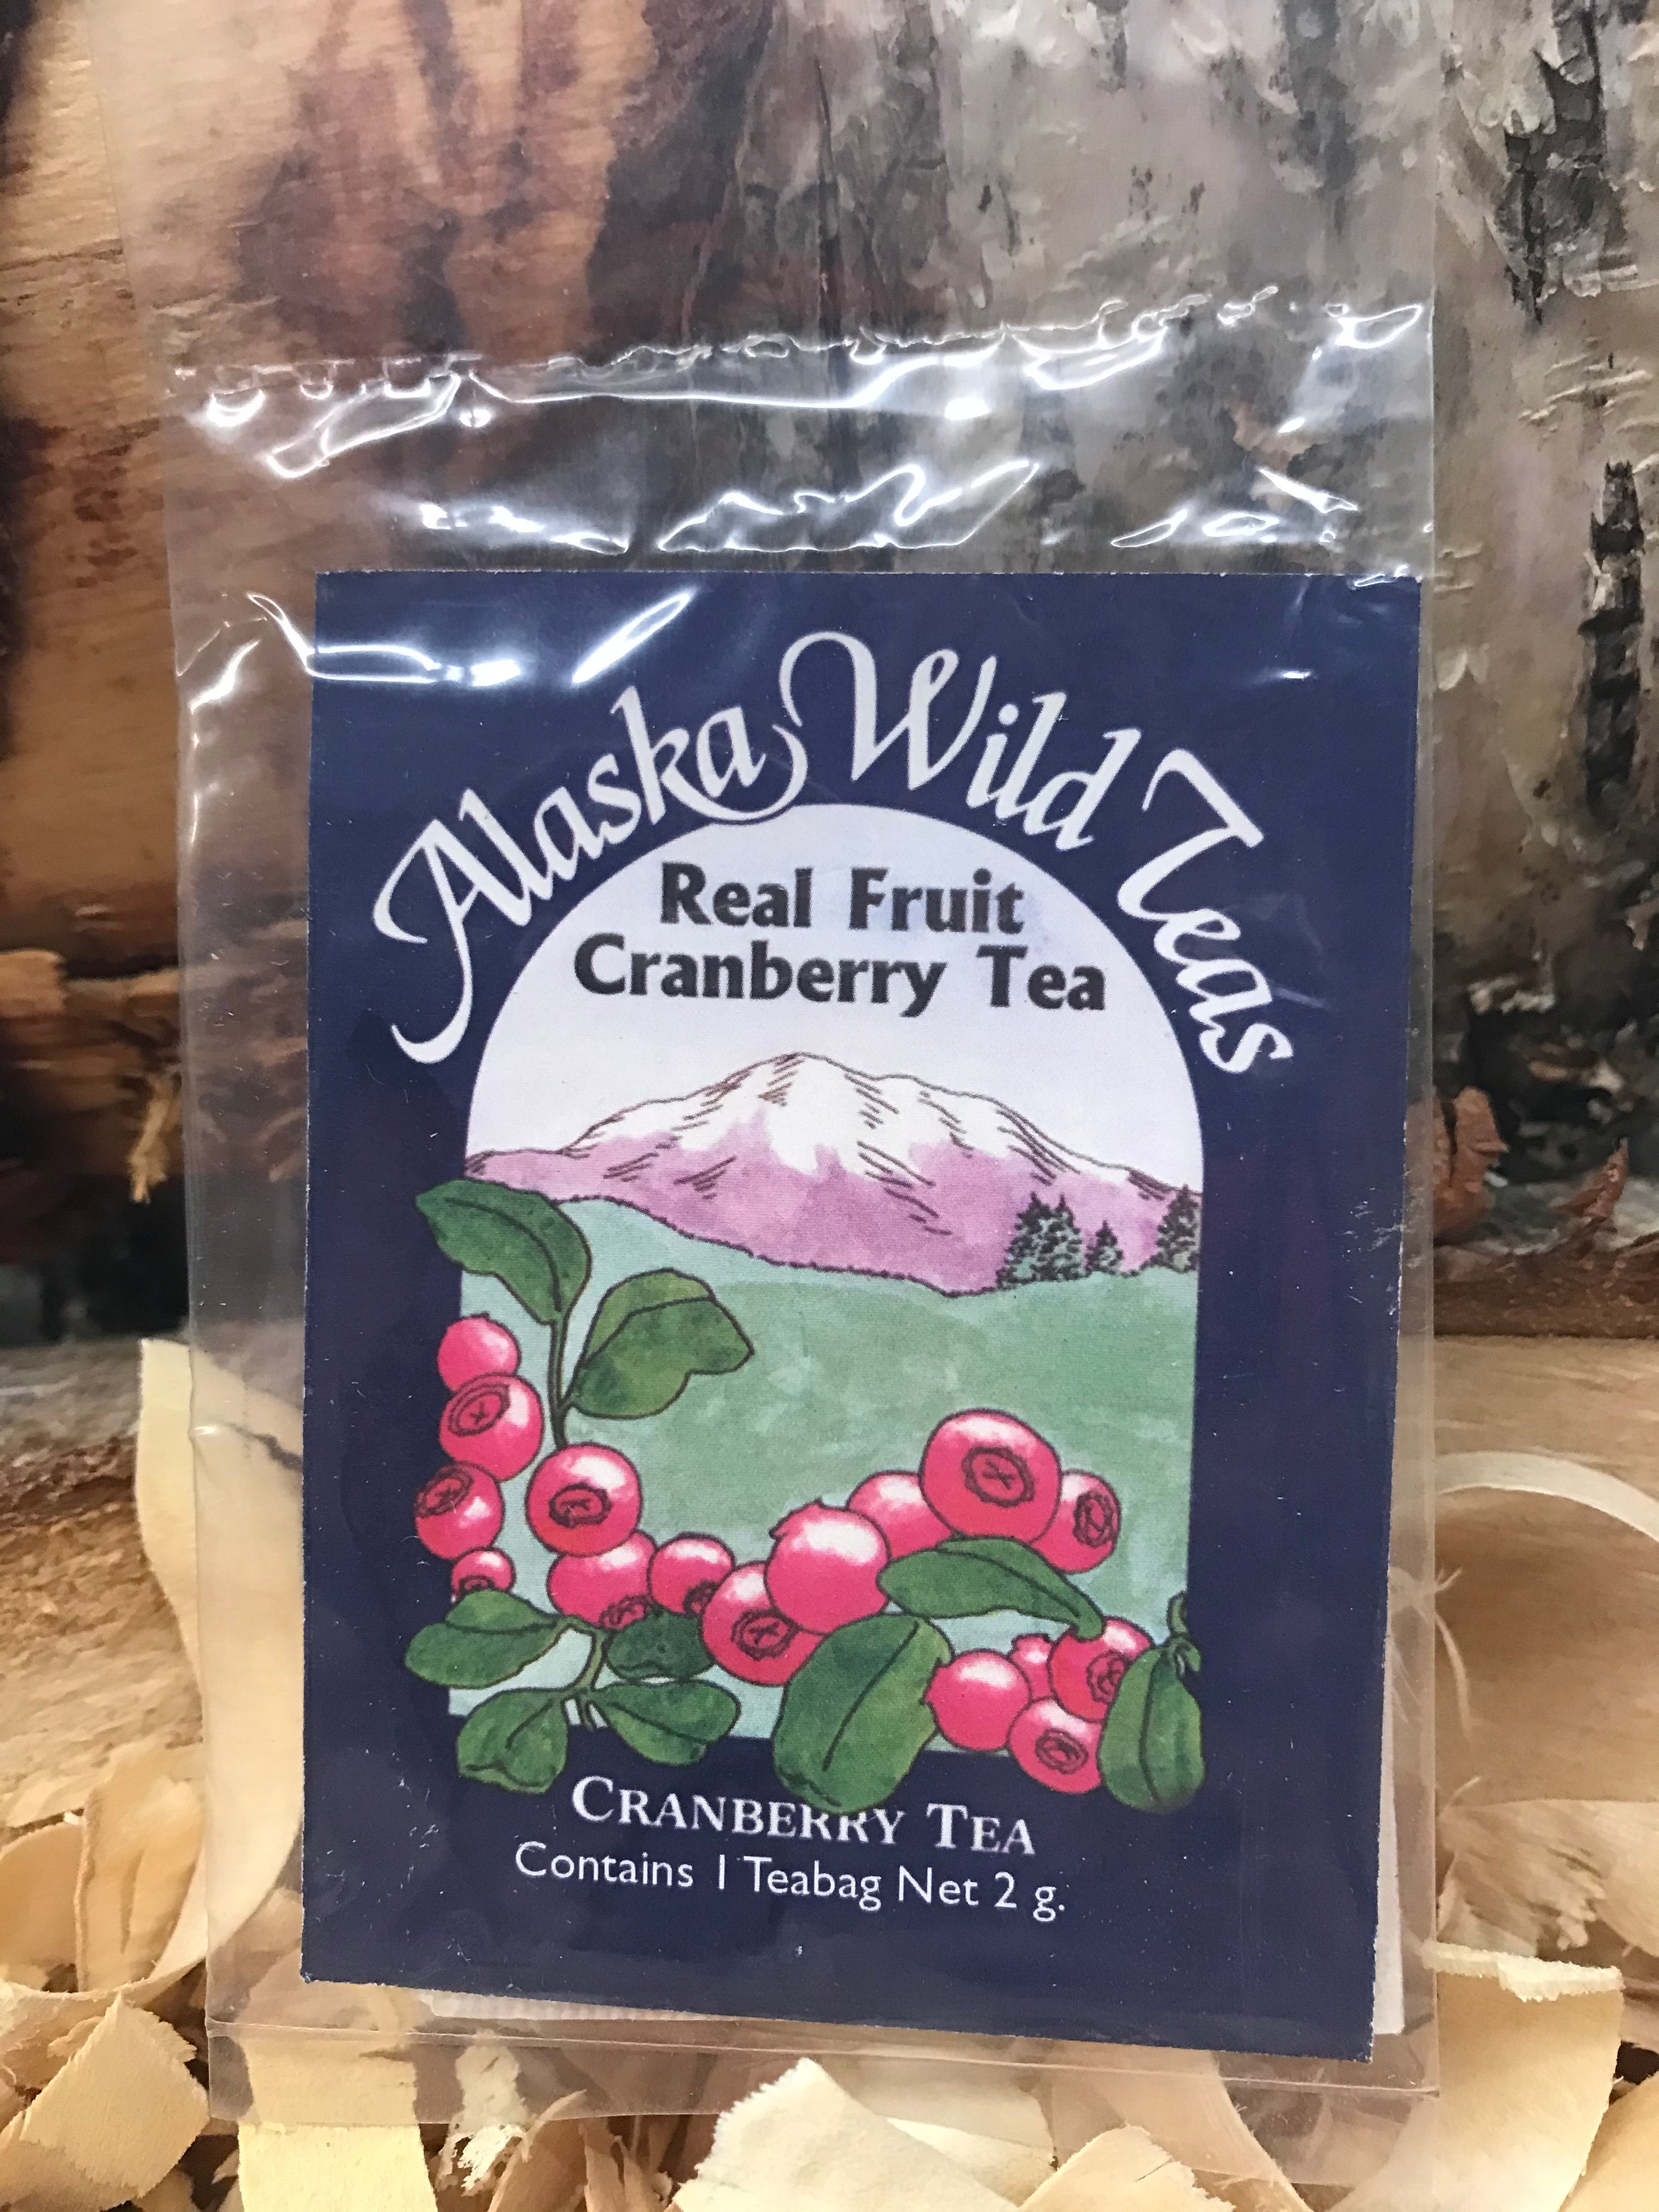 Alaska Wild Teas
Real Fruit
Cranberry Tea
CRANBERRY TEA
Contains 1 Teabag Net 2 g.